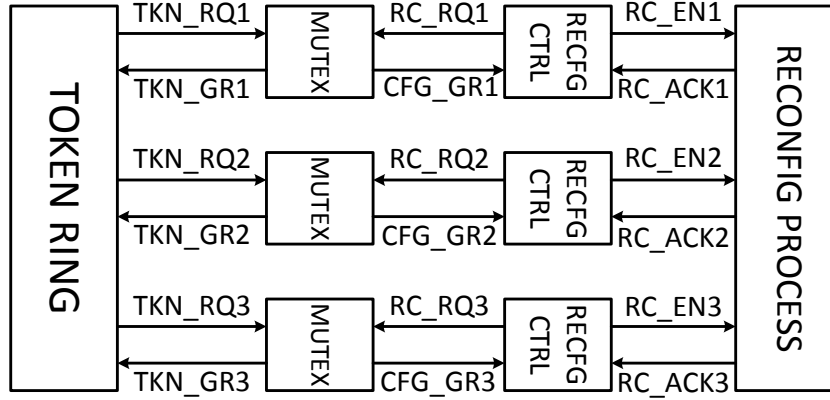 TOKEN RING
TKN_RQ1
MUTEX
RC_RQ1
RECFG
CTRL
RC_EN1
RECONFIG PROCESS
TKN_GR1
CFG_GR1
RC_ACK1
TKN_RQ2
MUTEX
RC_RQ2
RECFG
CTRL
RC_EN2
TKN_GR2
CFG_GR2
RC_ACK2
TKN_RQ3
MUTEX
RC_RQ3
RECFG
CTRL
RC_EN3
TKN_GR3
CFG_GR3
RC_ACK3